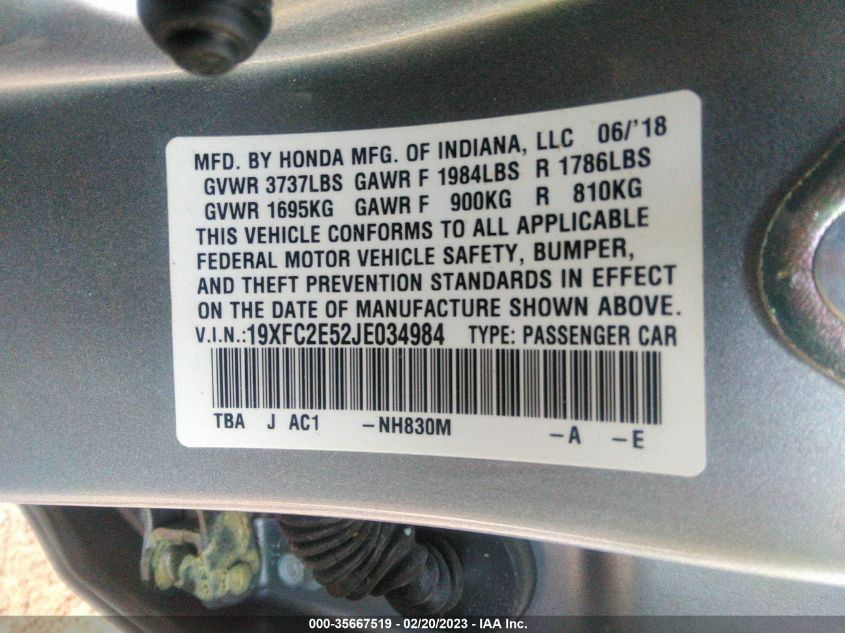 MFD. BY HONDA MFG. OF INDIANA, LLC 06/'18
GVWR 3737LBS GAWR F 1984LBS R 1786LBS
GVWR 1695KG GAWR F 900KG R 810KG
THIS VEHICLE CONFORMS TO ALL APPLICABLE
FEDERAL MOTOR VEHICLE SAFETY, BUMPER,
AND THEFT PREVENTION STANDARDS IN EFFECT
ON THE DATE OF MANUFACTURE SHOWN ABOVE.
V.I.N.:19XFC2E52JE034984 TYPE: PASSENGER CAR
TBA J AC1 -NH830M -A -E
000-35667519 - 02/20/2023 - IAA Inc.